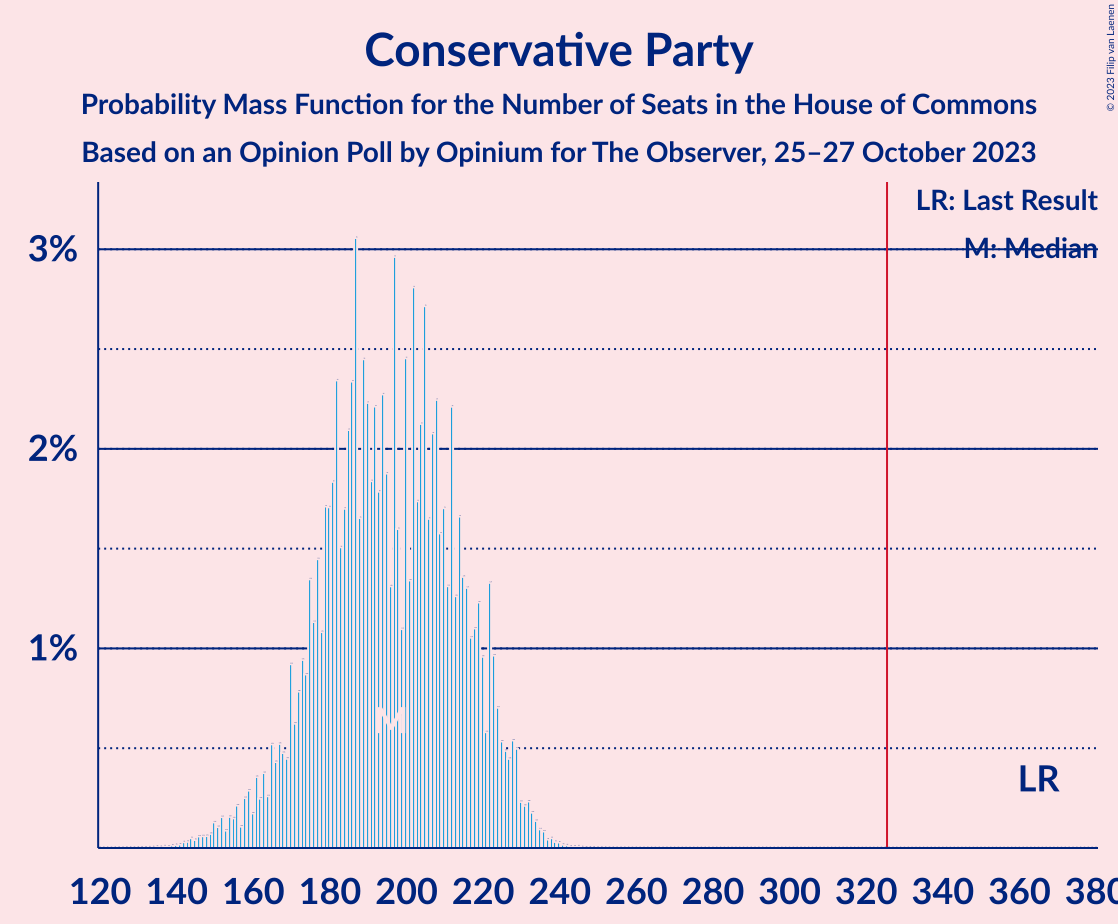 Conservative Party
Probability Mass Function for the Number of Seats in the House of Commons
Based on an Opinion Poll by Opinium for The Observer, 25–27 October 2023
© 2023 Filip van Laenen
LR: Last Result
M: Median
3%
2%
1%
M
LR
120 140 160 180 200 220 240 260 280 300 320 340 360 380